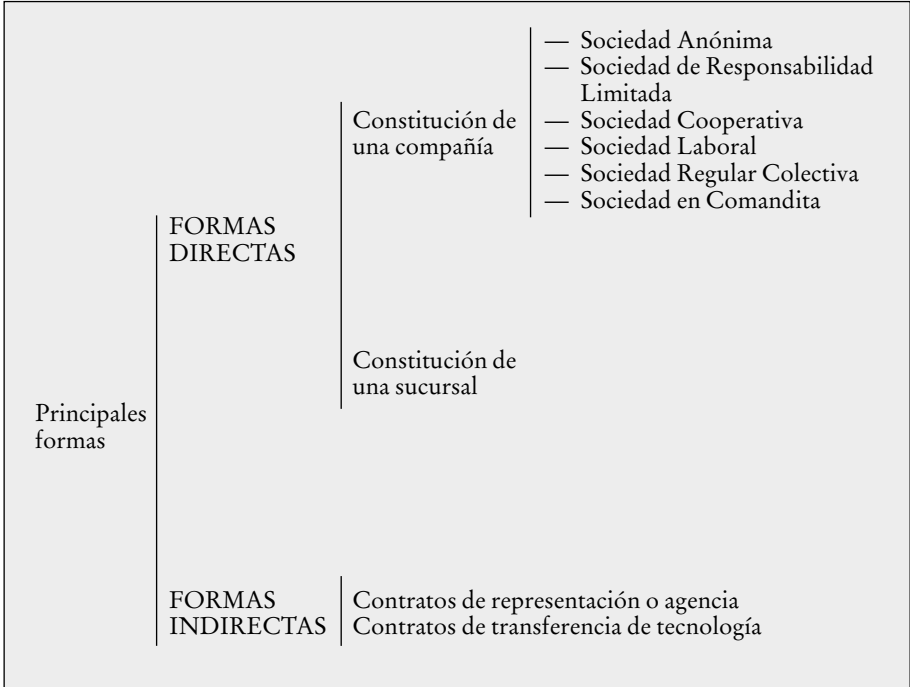 — Sociedad Anónima
— Sociedad de Responsabilidad
Limitada
— Sociedad Cooperativa
— Sociedad Laboral
— Sociedad Regular Colectiva
— Sociedad en Comandita
Constitución de
una compañía
FORMAS
DIRECTAS
Constitución de
una sucursal
Principales
formas
FORMAS
INDIRECTAS
Contratos de representación o agencia
Contratos de transferencia de tecnología